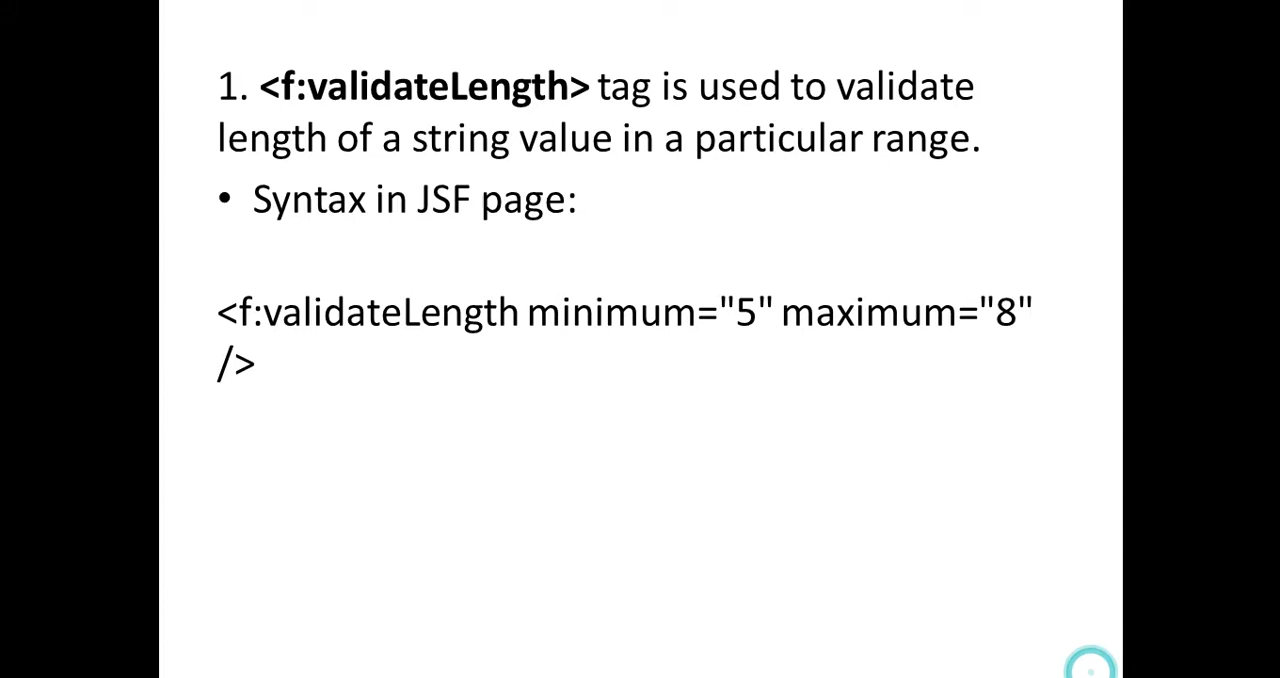 1. <f:validateLength> tag is used to validate
length of a string value in a particular range.
• Syntax in JSF page:
<f:validateLength minimum="5" maximum="8"
/>